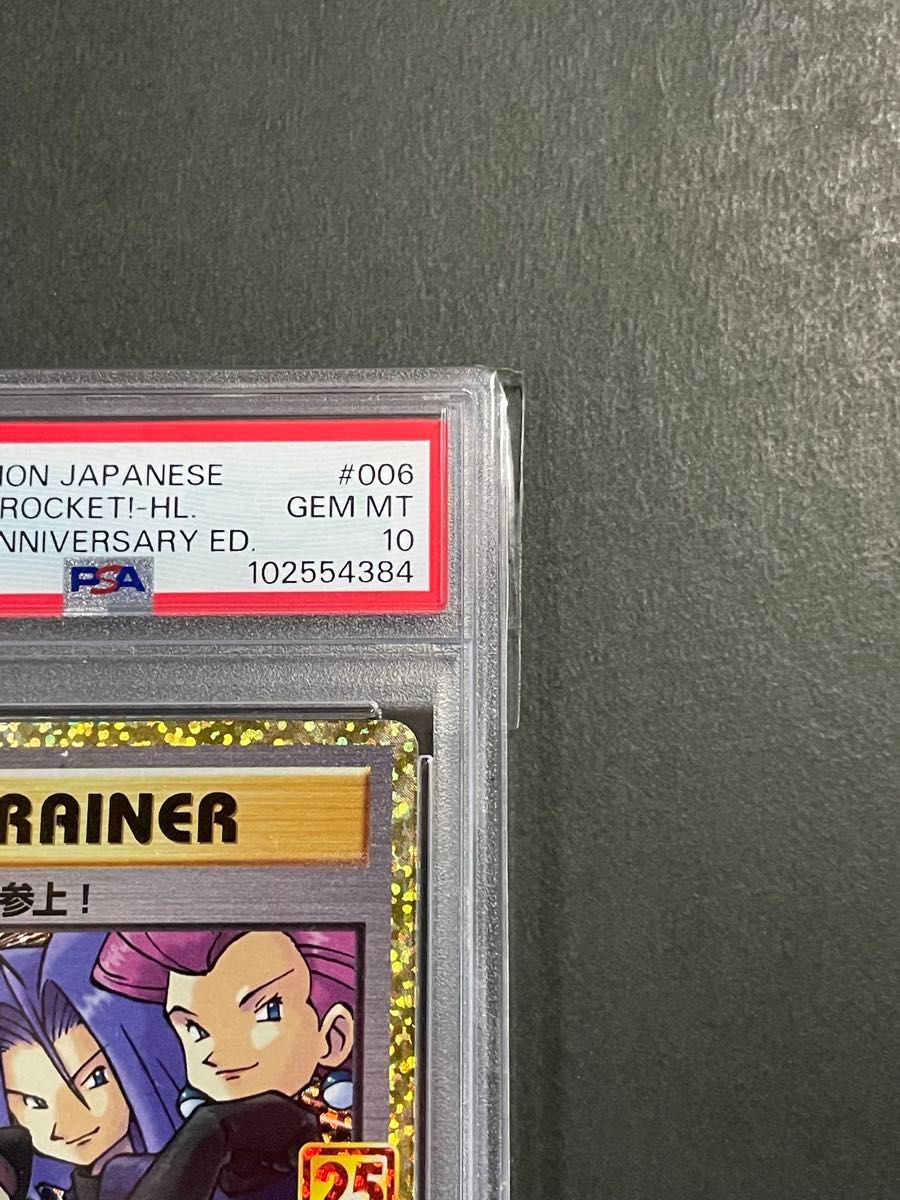 ION JAPANESE #006
ROCKET!-HL. GEM MT
NNIVERSARY ED. 10
PSA 102554384
RAINER
参上！
25